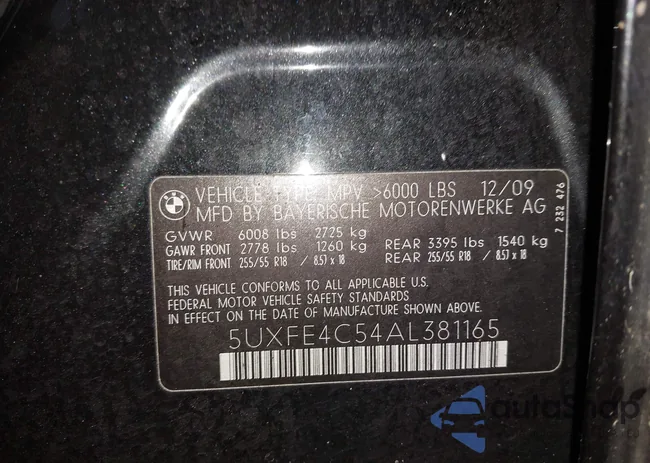 VEHICLE TYPE MPV >6000 LBS 12/09
MFD BY BAYERISCHE MOTORENWERKE AG
GVWR 6008 lbs 2725 kg
GAWR FRONT 2778 lbs 1260 kg REAR 3395 lbs 1540 kg
TIRE/RIM FRONT 255/55 R18 / 8.5J x 18 REAR 255/55 R18 / 8.5J x 18
THIS VEHICLE CONFORMS TO ALL APPLICABLE U.S.
FEDERAL MOTOR VEHICLE SAFETY STANDARDS
IN EFFECT ON THE DATE OF MANUFACTURE SHOWN ABOVE
5UXFE4C54AL381165
7 232 476
autoShop